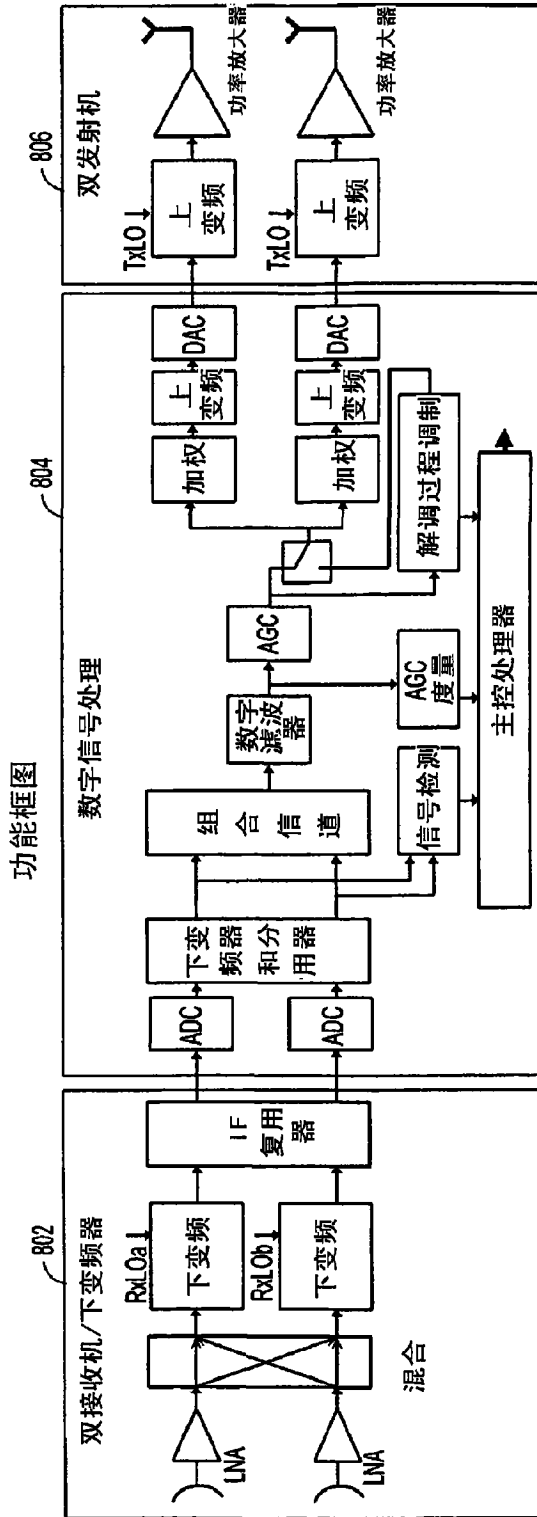 功能框图
802
双接收机/下变频器
LNA
LNA
混合
RxLOa
下变频
RxLOb
下变频
IF
复用
器
804
数字信号处理
ADC
ADC
下变
频器
和分
用器
组合信道
数字
滤波
器
AGC
信号检测
AGC
度量
解调过程调制
主控处理器
加权
上
变频
DAC
加权
上
变频
DAC
806
双发射机
TxLO
上
变频
功率放大器
TxLO
上
变频
功率放大器